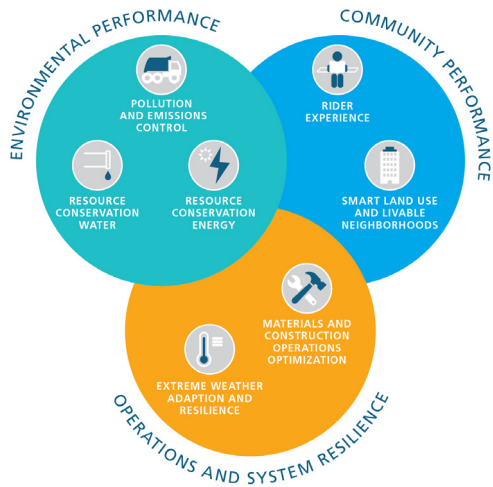 ENVIRONMENTAL PERFORMANCE
POLLUTION
AND EMISSIONS
CONTROL
RESOURCE
CONSERVATION
WATER
RESOURCE
CONSERVATION
ENERGY
COMMUNITY PERFORMANCE
RIDER
EXPERIENCE
SMART LAND USE
AND LIVABLE
NEIGHBORHOODS
MATERIALS AND
CONSTRUCTION
OPERATIONS
OPTIMIZATION
EXTREME WEATHER
ADAPTION AND
RESILIENCE
OPERATIONS AND SYSTEM RESILIENCE